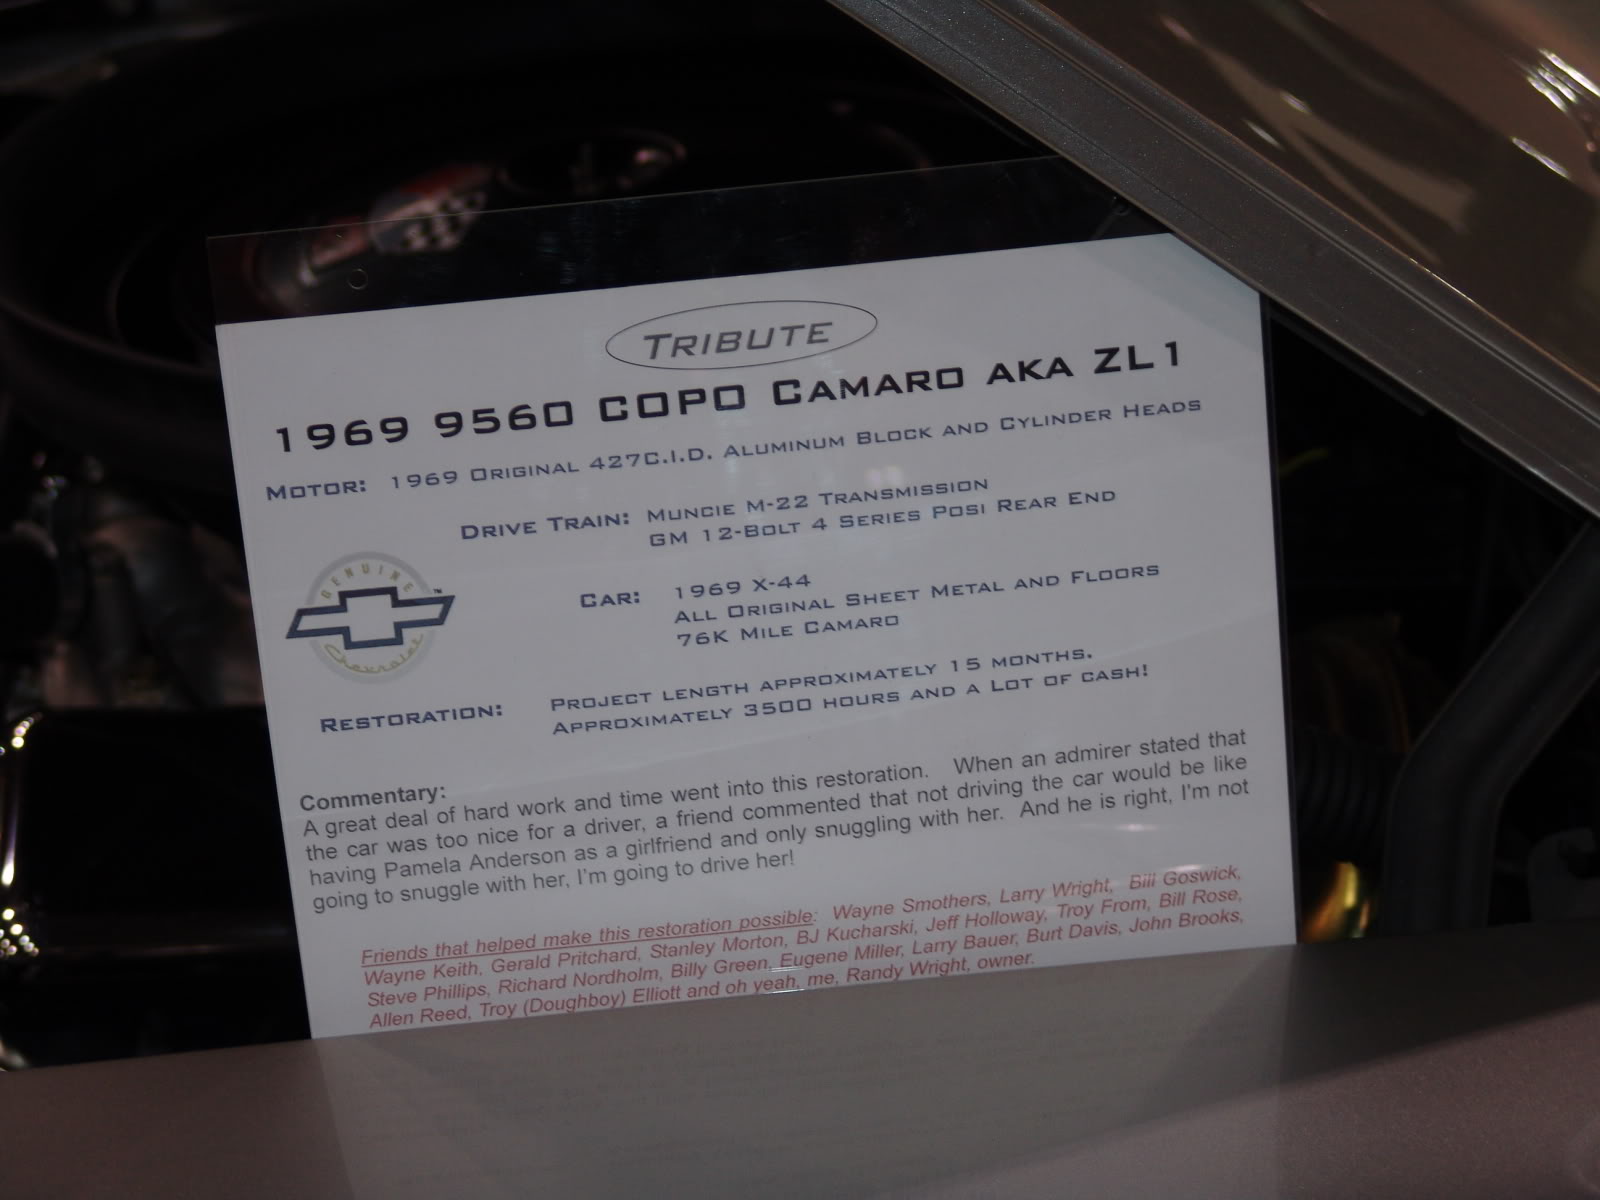 TRIBUTE
1969 9560 COPO CAMARO AKA ZL1
MOTOR: 1969 ORIGINAL 427C.I.D. ALUMINUM BLOCK AND CYLINDER HEADS
DRIVE TRAIN: MUNCIE M-22 TRANSMISSION
GM 12-BOLT 4 SERIES POSI REAR END
GENUINE
Chevrolet
CAR: 1969 X-44
ALL ORIGINAL SHEET METAL AND FLOORS
76K MILE CAMARO
RESTORATION: PROJECT LENGTH APPROXIMATELY 15 MONTHS.
APPROXIMATELY 3500 HOURS AND A LOT OF CASH!
Commentary:
A great deal of hard work and time went into this restoration. When an admirer stated that
the car was too nice for a driver, a friend commented that not driving the car would be like
having Pamela Anderson as a girlfriend and only snuggling with her. And he is right, I'm not
going to snuggle with her, I'm going to drive her!
Friends that helped make this restoration possible: Wayne Smothers, Larry Wright, Bill Goswick,
Wayne Keith, Gerald Pritchard, Stanley Morton, BJ Kucharski, Jeff Holloway, Troy From, Bill Rose,
Steve Phillips, Richard Nordholm, Billy Green, Eugene Miller, Larry Bauer, Burt Davis, John Brooks,
Allen Reed, Troy (Doughboy) Elliott and oh yeah, me, Randy Wright, owner.